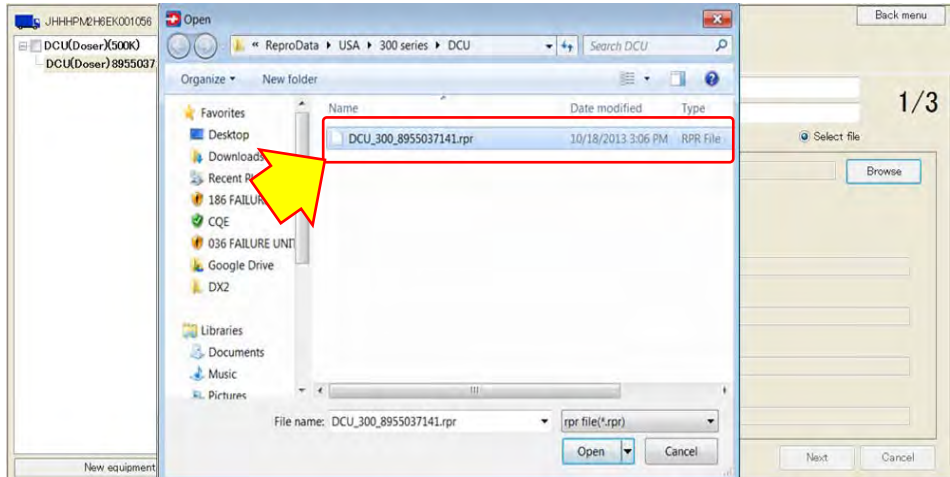 JHHHPM2H6EK001056
Open
Back menu
DCU(Doser)(500K)
DCU(Doser)8955037
« ReproData ▸ USA ▸ 300 series ▸ DCU
Search DCU
Organize
New folder
1/3
Favorites
Name
Date modified
Type
Desktop
DCU_300_8955037141.rpr
10/18/2013 3:06 PM
RPR File
Select file
Downloads
Browse
Recent
186 FAILUR
CQE
036 FAILURE UNIT
Google Drive
DX2
Libraries
Documents
Music
Pictures
File name:
DCU_300_8955037141.rpr
rpr file(*.rpr)
Open
Cancel
New equipment
Next
Cancel